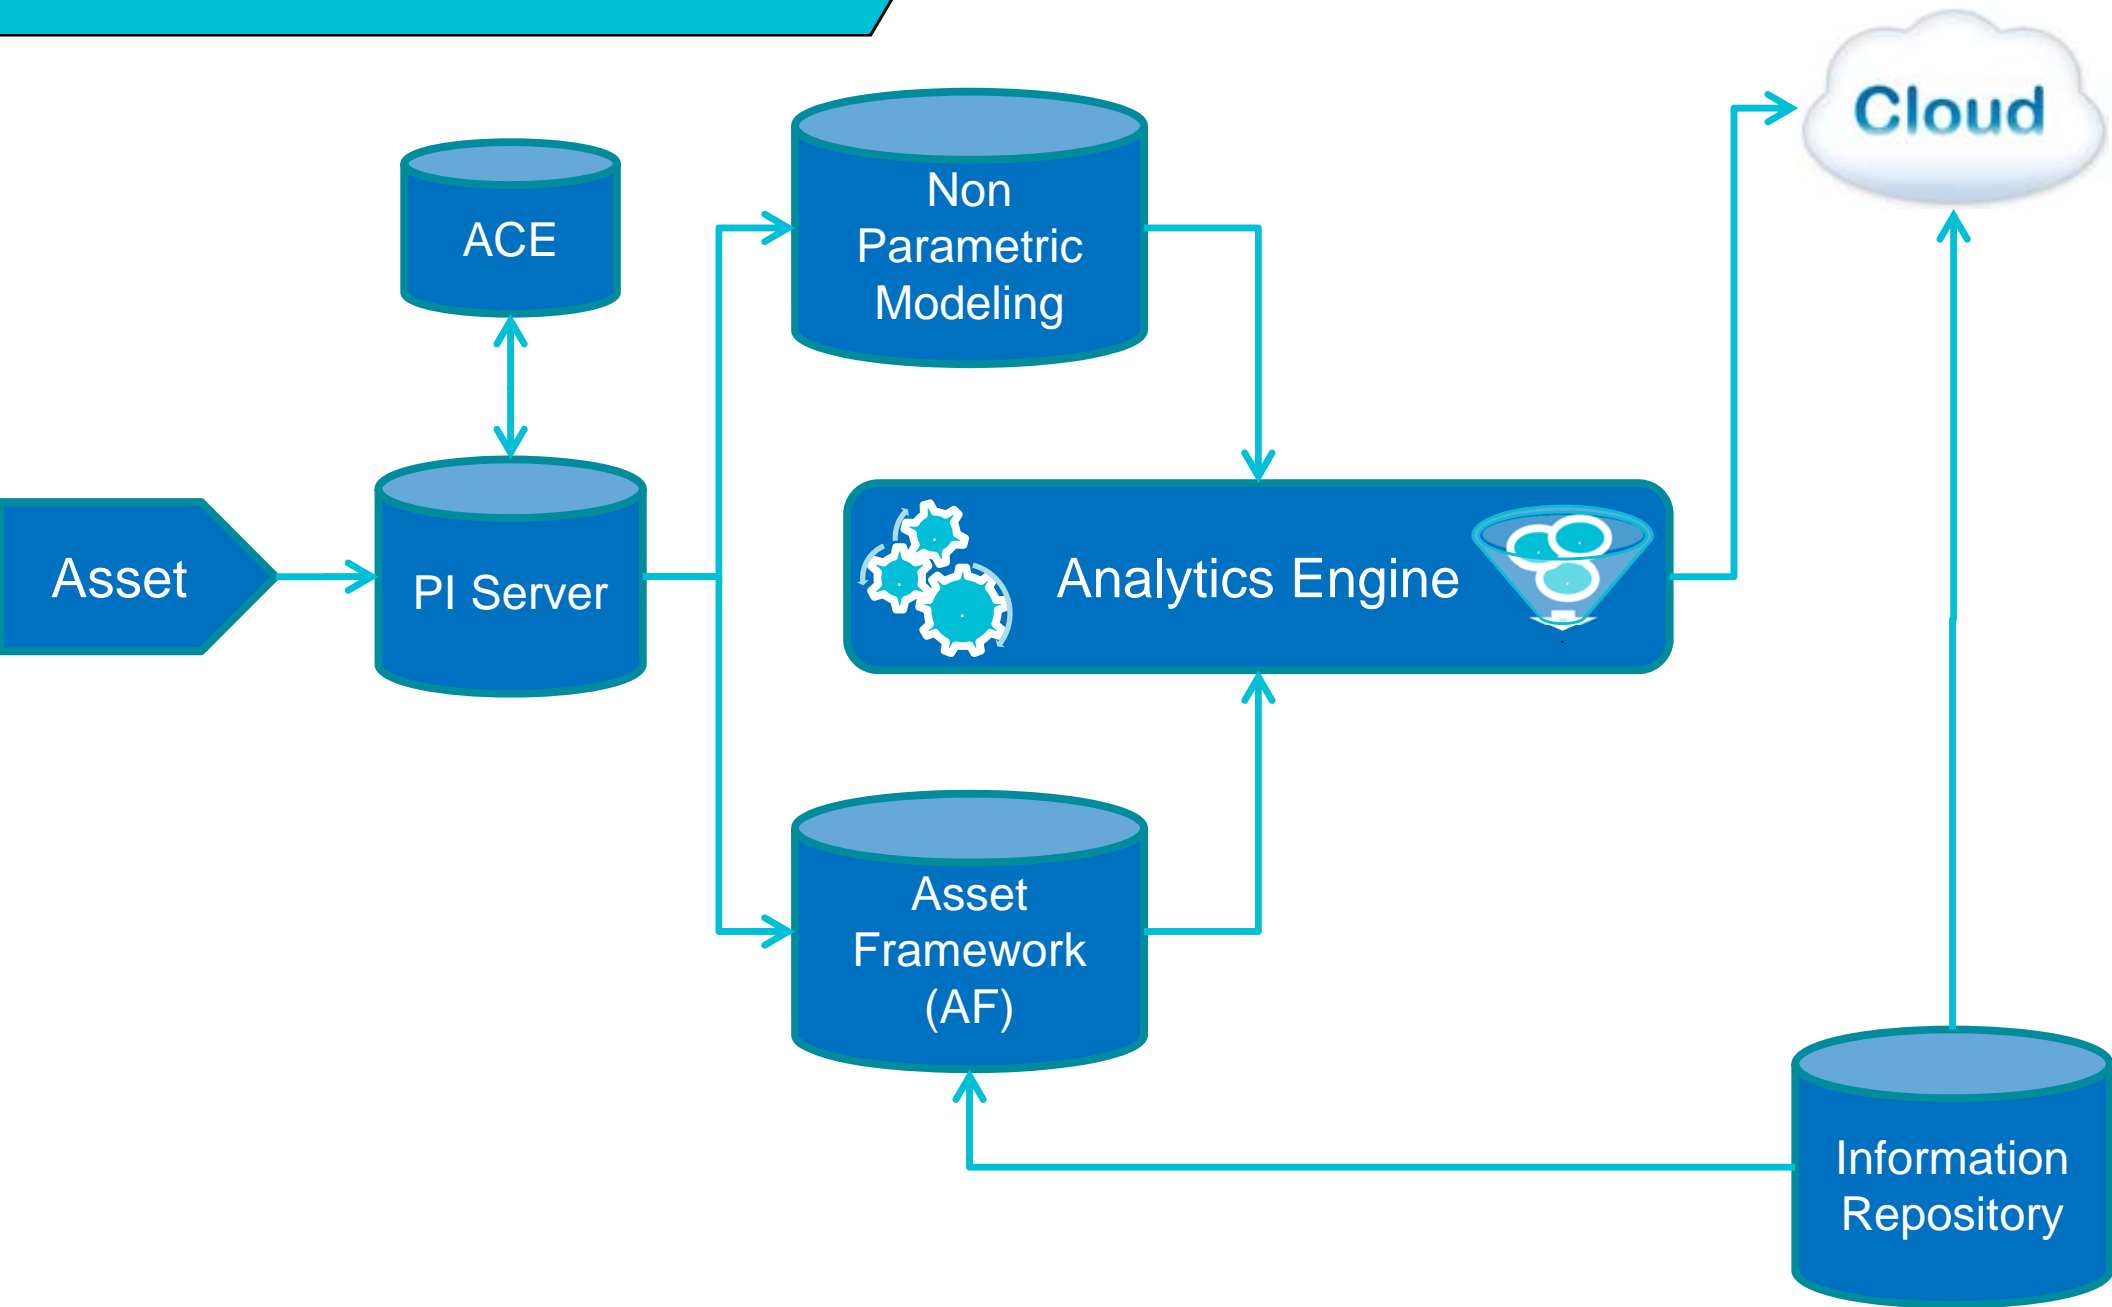 Cloud
ACE
Non
Parametric
Modeling
Asset
PI Server
Analytics Engine
Asset
Framework
(AF)
Information
Repository